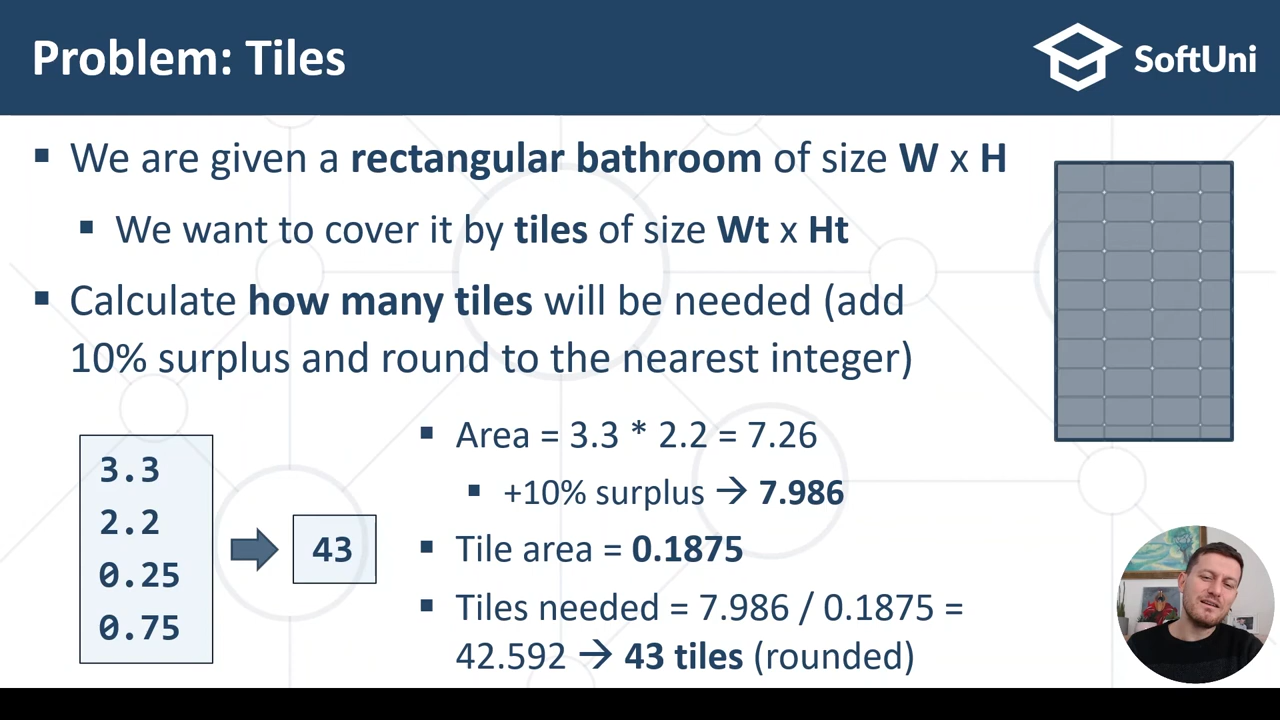 Problem: Tiles
SoftUni
▪ We are given a rectangular bathroom of size W x H
▪ We want to cover it by tiles of size Wt x Ht
▪ Calculate how many tiles will be needed (add
10% surplus and round to the nearest integer)
3.3
2.2
0.25
0.75
43
▪ Area = 3.3 * 2.2 = 7.26
▪ +10% surplus → 7.986
▪ Tile area = 0.1875
▪ Tiles needed = 7.986 / 0.1875 =
42.592 → 43 tiles (rounded)